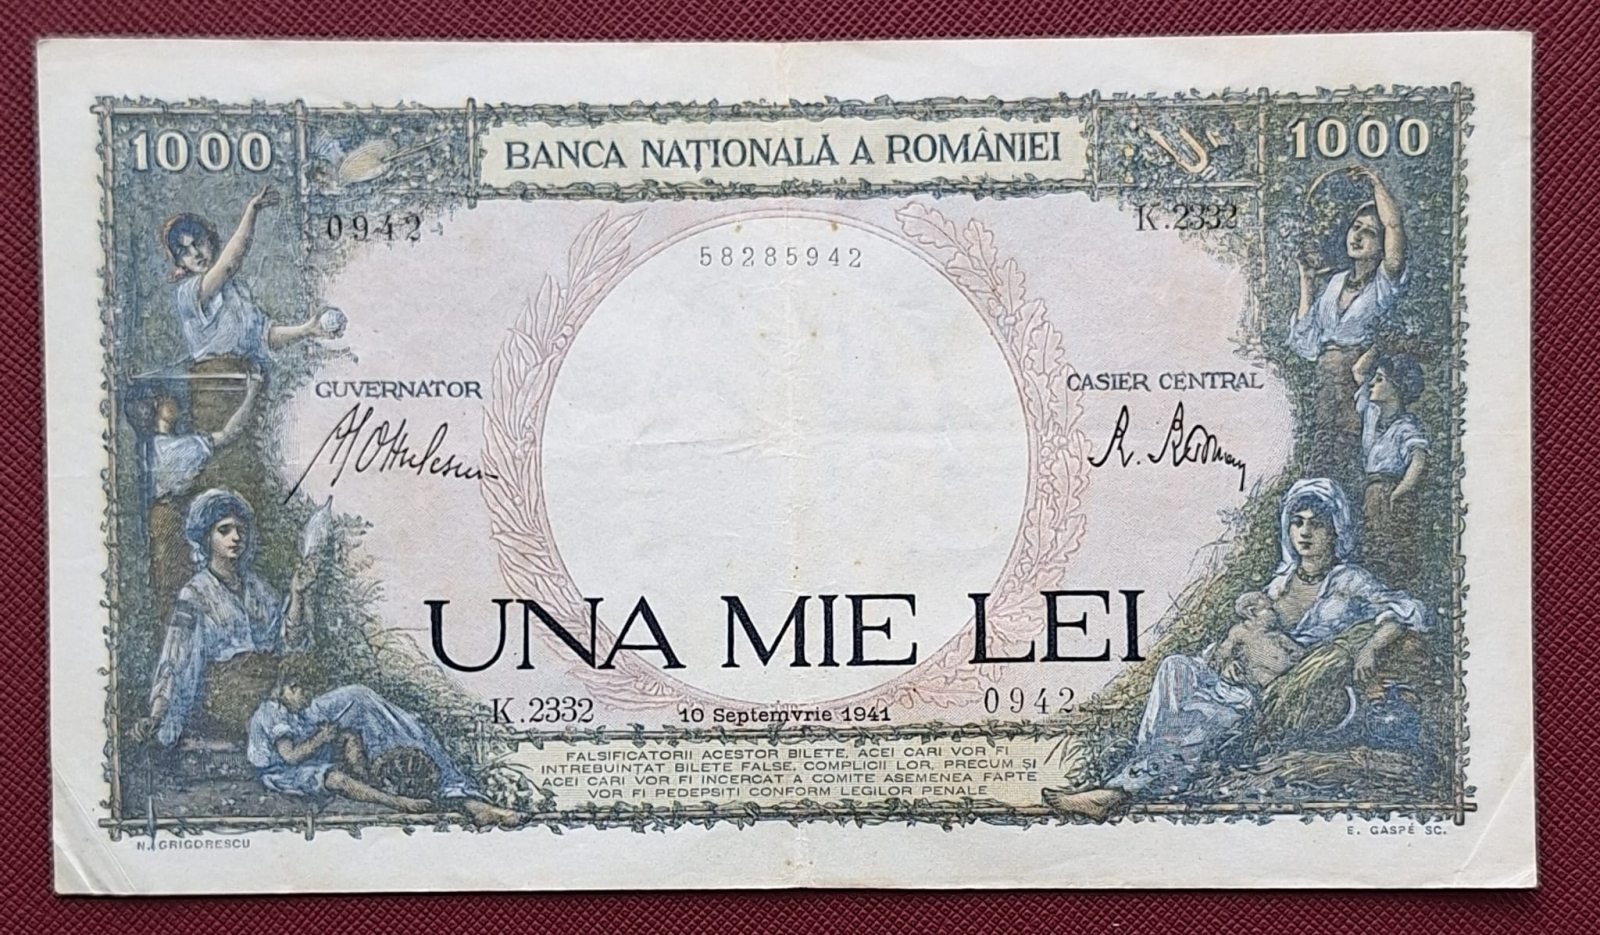 1000
BANCA NAȚIONALĂ A ROMÂNIEI
1000
0942
K.2332
58285942
GUVERNATOR
CASIER CENTRAL
UNA MIE LEI
K.2332
10 Septemvrie 1941
0942
FALSIFICATORII ACESTOR BILETE, ACEI CARI VOR FI
INTREBUINȚAT BILETE FALSE, COMPLICII LOR, PRECUM ȘI
ACEI CARI VOR FI INCERCAT A COMITE ASEMENEA FAPTE
VOR FI PEDEPSIȚI CONFORM LEGILOR PENALE
N. GRIGORESCU
E. GASPÉ SC.